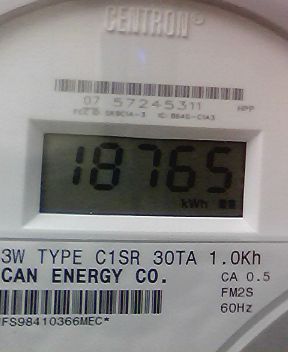 CENTRON®
07 57245311
HPP
18765
kWh
3W TYPE C1SR 30TA 1.0Kh
CAN ENERGY CO.
CA 0.5
FM2S
60Hz
FS98410366MEC*